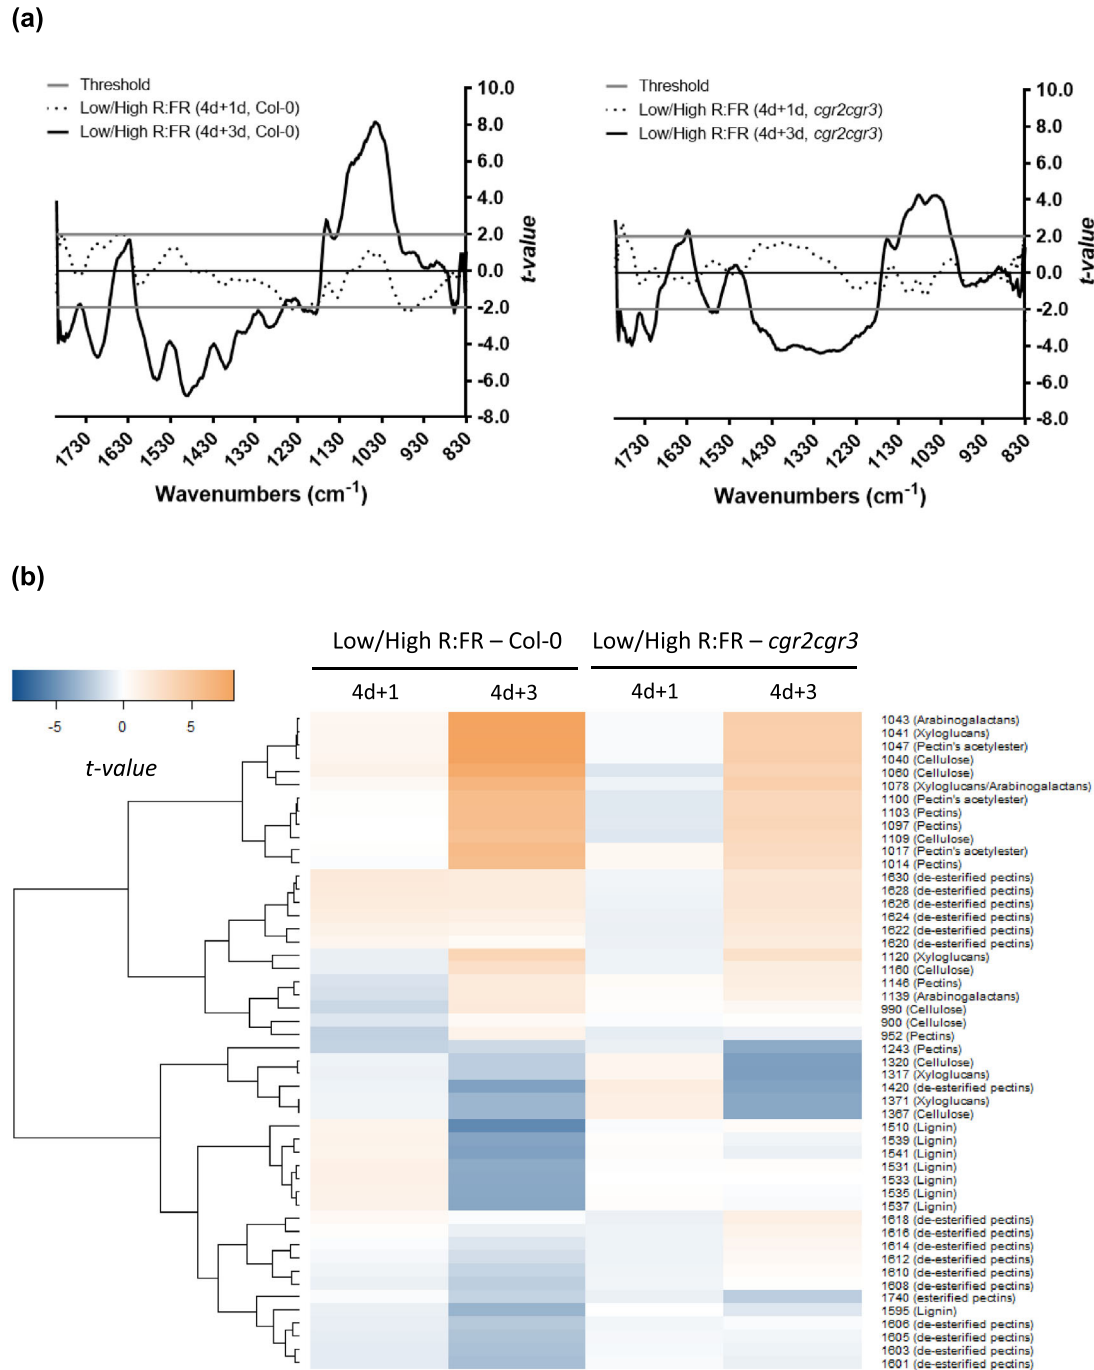 (a)
Threshold
Low/High R:FR (4d+1d, Col-0)
Low/High R:FR (4d+3d, Col-0)
10.0
8.0
6.0
4.0
2.0
0.0
-2.0
-4.0
-6.0
-8.0
t-value
1730 1630 1530 1430 1330 1230 1130 1030 930 830
Wavenumbers (cm-1)
Threshold
Low/High R:FR (4d+1d, cgr2cgr3)
Low/High R:FR (4d+3d, cgr2cgr3)
10.0
8.0
6.0
4.0
2.0
0.0
-2.0
-4.0
-6.0
-8.0
t-value
1730 1630 1530 1430 1330 1230 1130 1030 930 830
Wavenumbers (cm-1)
(b)
Low/High R:FR – Col-0 Low/High R:FR – cgr2cgr3
4d+1 4d+3 4d+1 4d+3
-5 0 5
t-value
1043 (Arabinogalactans)
1041 (Xyloglucans)
1047 (Pectin's acetylester)
1040 (Cellulose)
1060 (Cellulose)
1078 (Xyloglucans/Arabinogalactans)
1100 (Pectin's acetylester)
1103 (Pectins)
1097 (Pectins)
1109 (Cellulose)
1017 (Pectin's acetylester)
1014 (Pectins)
1630 (de-esterified pectins)
1628 (de-esterified pectins)
1626 (de-esterified pectins)
1624 (de-esterified pectins)
1622 (de-esterified pectins)
1620 (de-esterified pectins)
1120 (Xyloglucans)
1160 (Cellulose)
1146 (Pectins)
1139 (Arabinogalactans)
990 (Cellulose)
900 (Cellulose)
952 (Pectins)
1243 (Pectins)
1320 (Cellulose)
1317 (Xyloglucans)
1420 (de-esterified pectins)
1371 (Xyloglucans)
1367 (Cellulose)
1510 (Lignin)
1539 (Lignin)
1541 (Lignin)
1531 (Lignin)
1533 (Lignin)
1535 (Lignin)
1537 (Lignin)
1618 (de-esterified pectins)
1616 (de-esterified pectins)
1614 (de-esterified pectins)
1612 (de-esterified pectins)
1610 (de-esterified pectins)
1608 (de-esterified pectins)
1740 (esterified pectins)
1595 (Lignin)
1606 (de-esterified pectins)
1605 (de-esterified pectins)
1603 (de-esterified pectins)
1601 (de-esterified pectins)